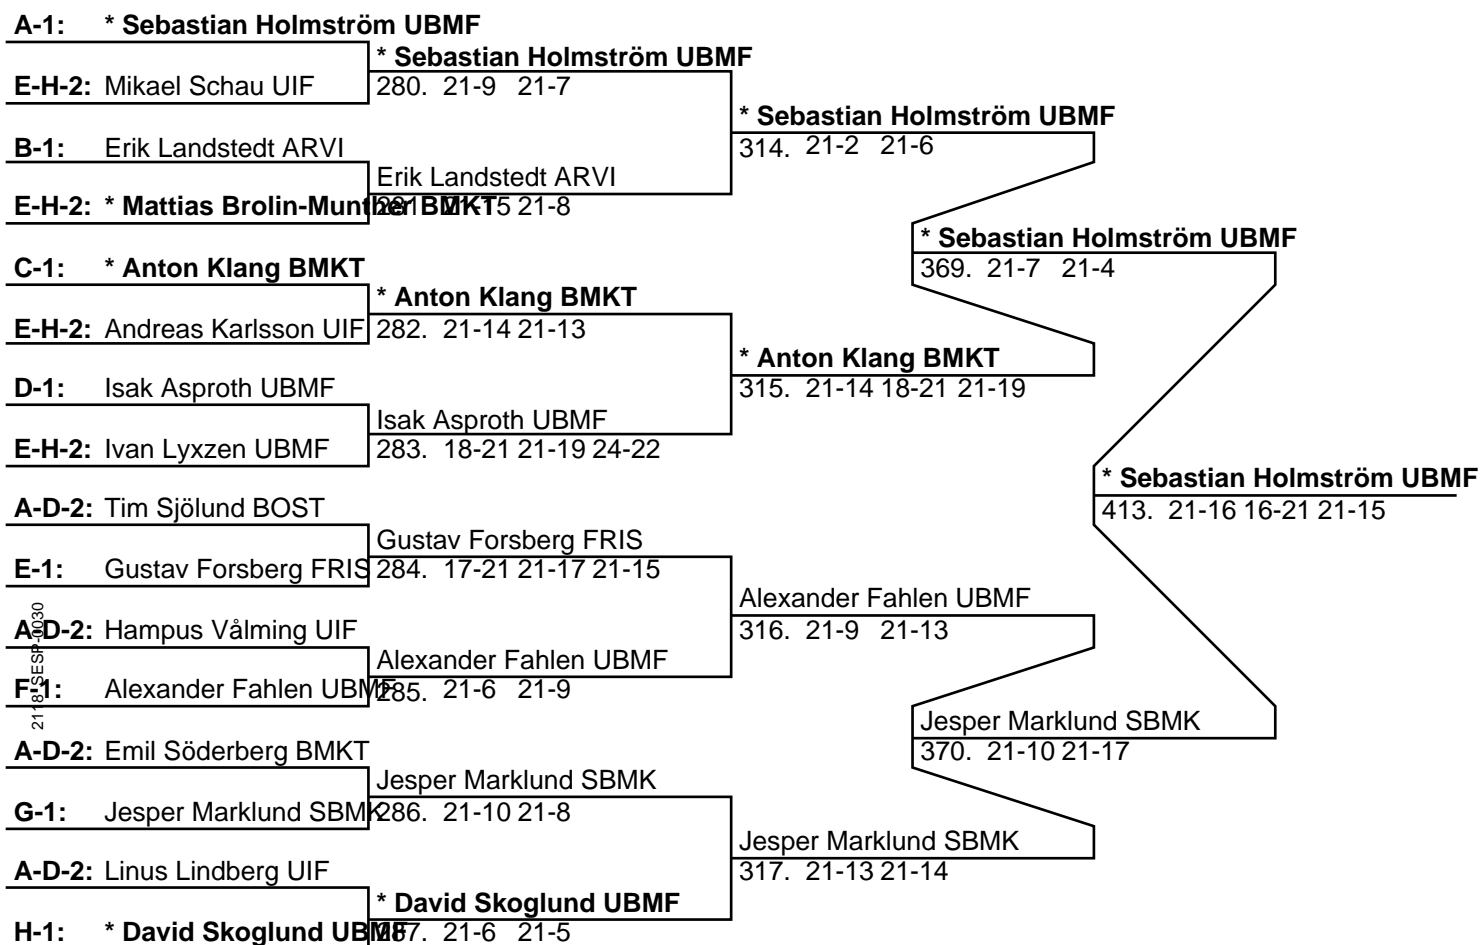 A-1: * Sebastian Holmström UBMF
* Sebastian Holmström UBMF
E-H-2: Mikael Schau UIF
280. 21-9 21-7
* Sebastian Holmström UBMF
314. 21-2 21-6
B-1: Erik Landstedt ARVI
Erik Landstedt ARVI
E-H-2: * Mattias Brolin-Munther BMKT
281. 21-15 21-8
* Sebastian Holmström UBMF
369. 21-7 21-4
C-1: * Anton Klang BMKT
* Anton Klang BMKT
E-H-2: Andreas Karlsson UIF
282. 21-14 21-13
* Anton Klang BMKT
315. 21-14 18-21 21-19
D-1: Isak Asproth UBMF
Isak Asproth UBMF
E-H-2: Ivan Lyxzen UBMF
283. 18-21 21-19 24-22
* Sebastian Holmström UBMF
413. 21-16 16-21 21-15
A-D-2: Tim Sjölund BOST
Gustav Forsberg FRIS
E-1: Gustav Forsberg FRIS
284. 17-21 21-17 21-15
Alexander Fahlen UBMF
316. 21-9 21-13
A-D-2: Hampus Vålming UIF
Alexander Fahlen UBMF
F-1: Alexander Fahlen UBMF
285. 21-6 21-9
Jesper Marklund SBMK
370. 21-10 21-17
A-D-2: Emil Söderberg BMKT
Jesper Marklund SBMK
G-1: Jesper Marklund SBMK
286. 21-10 21-8
Jesper Marklund SBMK
317. 21-13 21-14
A-D-2: Linus Lindberg UIF
* David Skoglund UBMF
H-1: * David Skoglund UBMF
287. 21-6 21-5